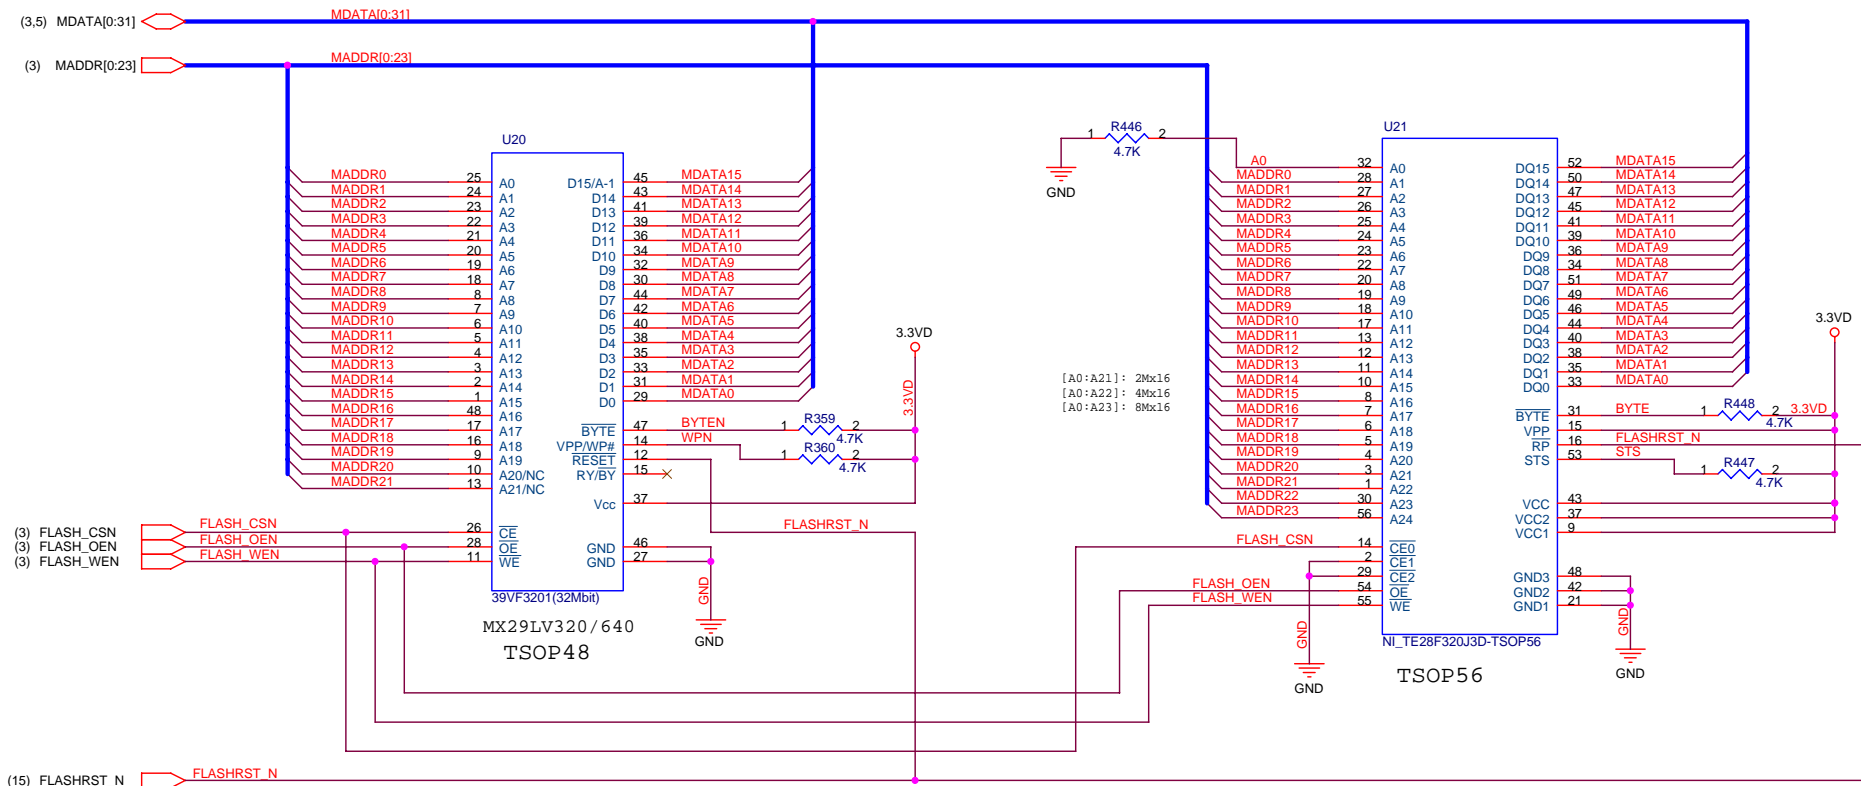 (3,5) MDATA[0:31] MDATA[0:31]
(3) MADDR[0:23] MADDR[0:23]
U20
MADDR0 25 A0 D15/A-1 45 MDATA15
MADDR1 24 A1 D14 43 MDATA14
MADDR2 23 A2 D13 41 MDATA13
MADDR3 22 A3 D12 39 MDATA12
MADDR4 21 A4 D11 36 MDATA11
MADDR5 20 A5 D10 34 MDATA10
MADDR6 19 A6 D9 32 MDATA9
MADDR7 18 A7 D8 30 MDATA8
MADDR8 8 A8 D7 44 MDATA7
MADDR9 7 A9 D6 42 MDATA6
MADDR10 6 A10 D5 40 MDATA5
MADDR11 5 A11 D4 38 MDATA4
MADDR12 4 A12 D3 35 MDATA3
MADDR13 3 A13 D2 33 MDATA2
MADDR14 2 A14 D1 31 MDATA1
MADDR15 1 A15 D0 29 MDATA0
MADDR16 48 A16
MADDR17 17 A17 BYTE 47 BYTEN 1 R359 2 4.7K
MADDR18 16 A18 VPP/WP# 14 WPN 1 R360 2 4.7K
MADDR19 9 A19 RESET 12
MADDR20 10 A20/NC RY/BY 15
MADDR21 13 A21/NC
Vcc 37
3.3VD
3.3VD
FLASHRST_N
(3) FLASH_CSN FLASH_CSN 26 CE
(3) FLASH_OEN FLASH_OEN 28 OE GND 46
(3) FLASH_WEN FLASH_WEN 11 WE GND 27
GND
GND
39VF3201(32Mbit)
MX29LV320/640
TSOP48
1 R446 2
4.7K
GND
[A0:A21]: 2Mx16
[A0:A22]: 4Mx16
[A0:A23]: 8Mx16
U21
A0 32 A0 DQ15 52 MDATA15
MADDR0 28 A1 DQ14 50 MDATA14
MADDR1 27 A2 DQ13 47 MDATA13
MADDR2 26 A3 DQ12 45 MDATA12
MADDR3 25 A4 DQ11 41 MDATA11
MADDR4 24 A5 DQ10 39 MDATA10
MADDR5 23 A6 DQ9 36 MDATA9
MADDR6 22 A7 DQ8 34 MDATA8
MADDR7 20 A8 DQ7 51 MDATA7
MADDR8 19 A9 DQ6 49 MDATA6
MADDR9 18 A10 DQ5 46 MDATA5
MADDR10 17 A11 DQ4 44 MDATA4
MADDR11 13 A12 DQ3 40 MDATA3
MADDR12 12 A13 DQ2 38 MDATA2
MADDR13 11 A14 DQ1 35 MDATA1
MADDR14 10 A15 DQ0 33 MDATA0
MADDR15 8 A16
MADDR16 7 A17 BYTE 31 BYTE 1 R448 2 3.3VD 4.7K
MADDR17 6 A18 VPP 15
MADDR18 5 A19 RP 16 FLASHRST_N
MADDR19 4 A20 STS 53 STS 1 R447 2 4.7K
MADDR20 3 A21
MADDR21 1 A22
MADDR22 30 A23 VCC 43
MADDR23 56 A24 VCC2 37
VCC1 9
3.3VD
FLASH_CSN 14 CE0
2 CE1
29 CE2 GND3 48
FLASH_OEN 54 OE GND2 42
FLASH_WEN 55 WE GND1 21
GND
GND
GND
GND
NI_TE28F320J3D-TSOP56
TSOP56
(15) FLASHRST_N FLASHRST_N